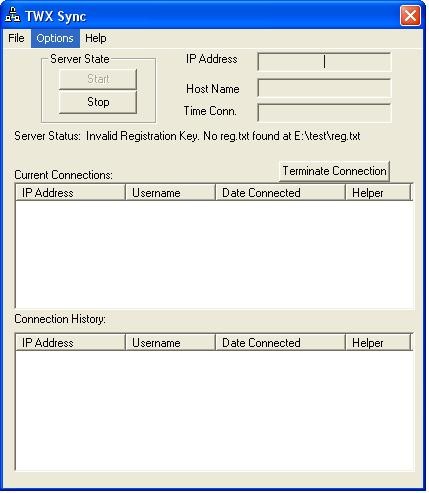 TWX Sync
File Options Help
Server State
Start
Stop
IP Address
Host Name
Time Conn.
Server Status: Invalid Registration Key. No reg.txt found at E:\test\reg.txt
Terminate Connection
Current Connections:
IP Address Username Date Connected Helper
Connection History:
IP Address Username Date Connected Helper